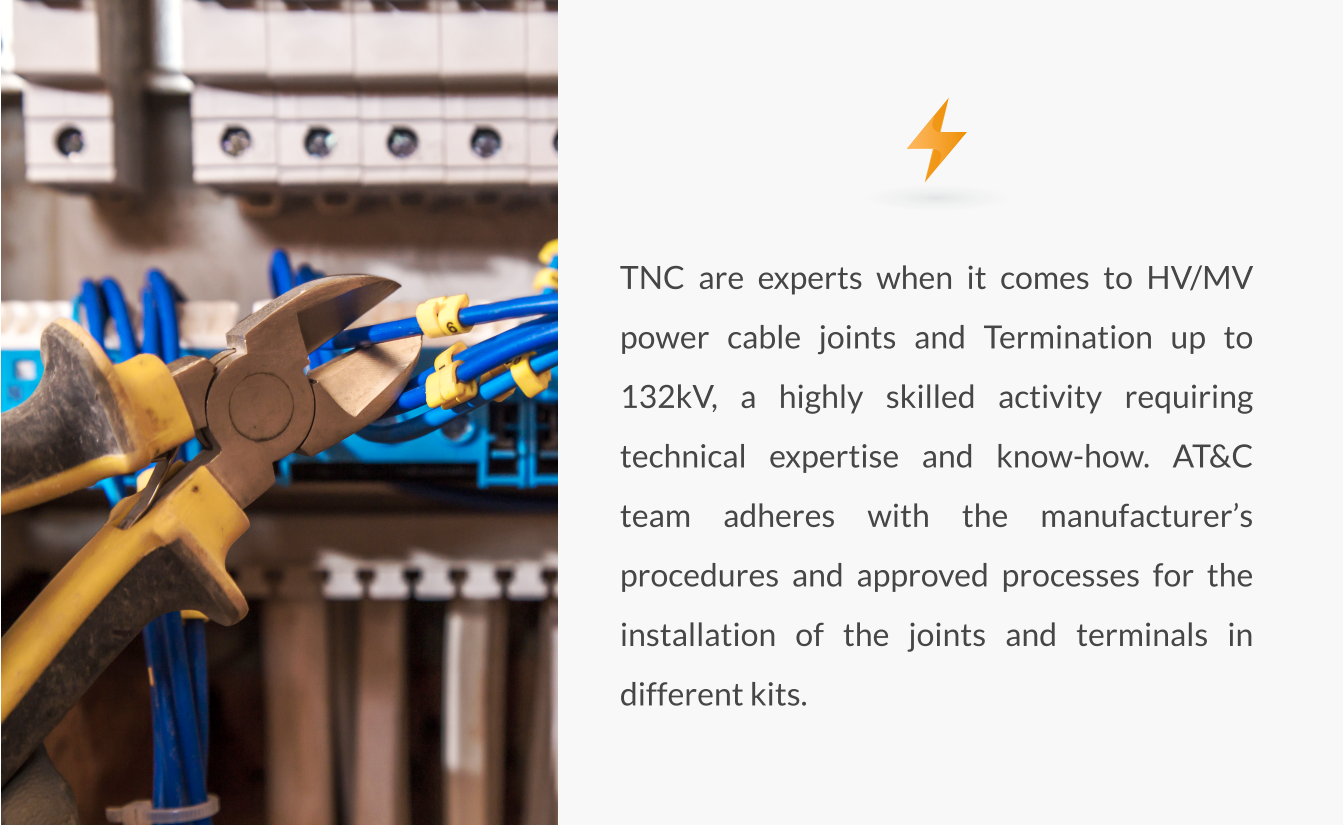 TNC are experts when it comes to HV/MV
power cable joints and Termination up to
132kV, a highly skilled activity requiring
technical expertise and know-how. AT&C
team adheres with the manufacturer’s
procedures and approved processes for the
installation of the joints and terminals in
different kits.
6